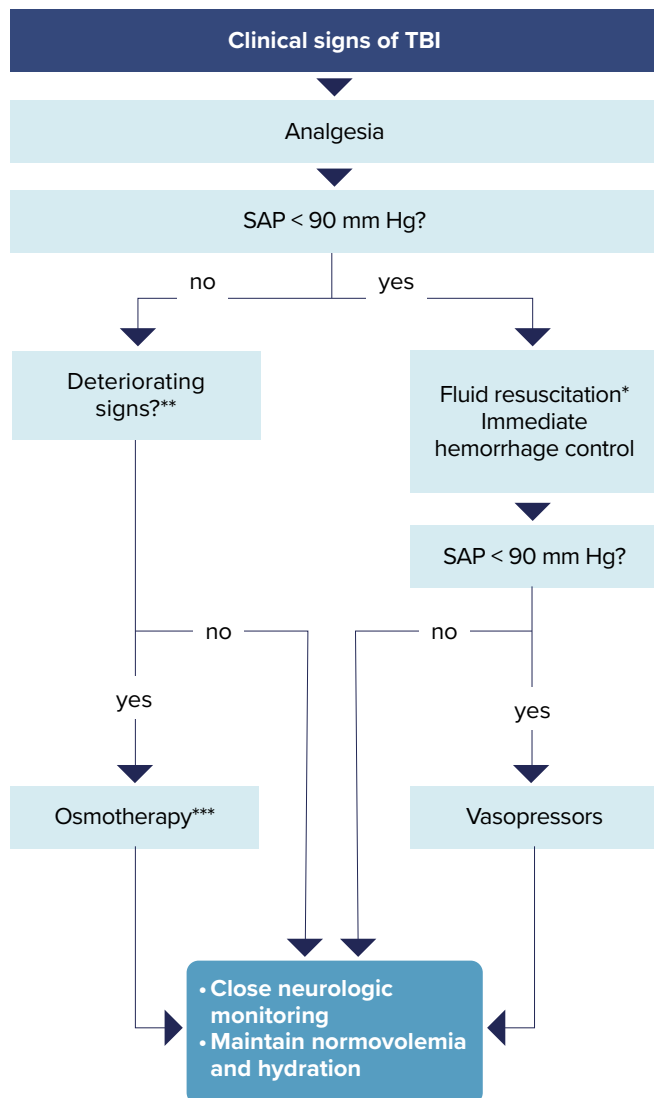 Clinical signs of TBI
Analgesia
SAP < 90 mm Hg?
no
yes
Deteriorating
signs?**
Fluid resuscitation*
Immediate
hemorrhage control
SAP < 90 mm Hg?
no
no
yes
yes
Osmotherapy***
Vasopressors
• Close neurologic
monitoring
• Maintain normovolemia
and hydration